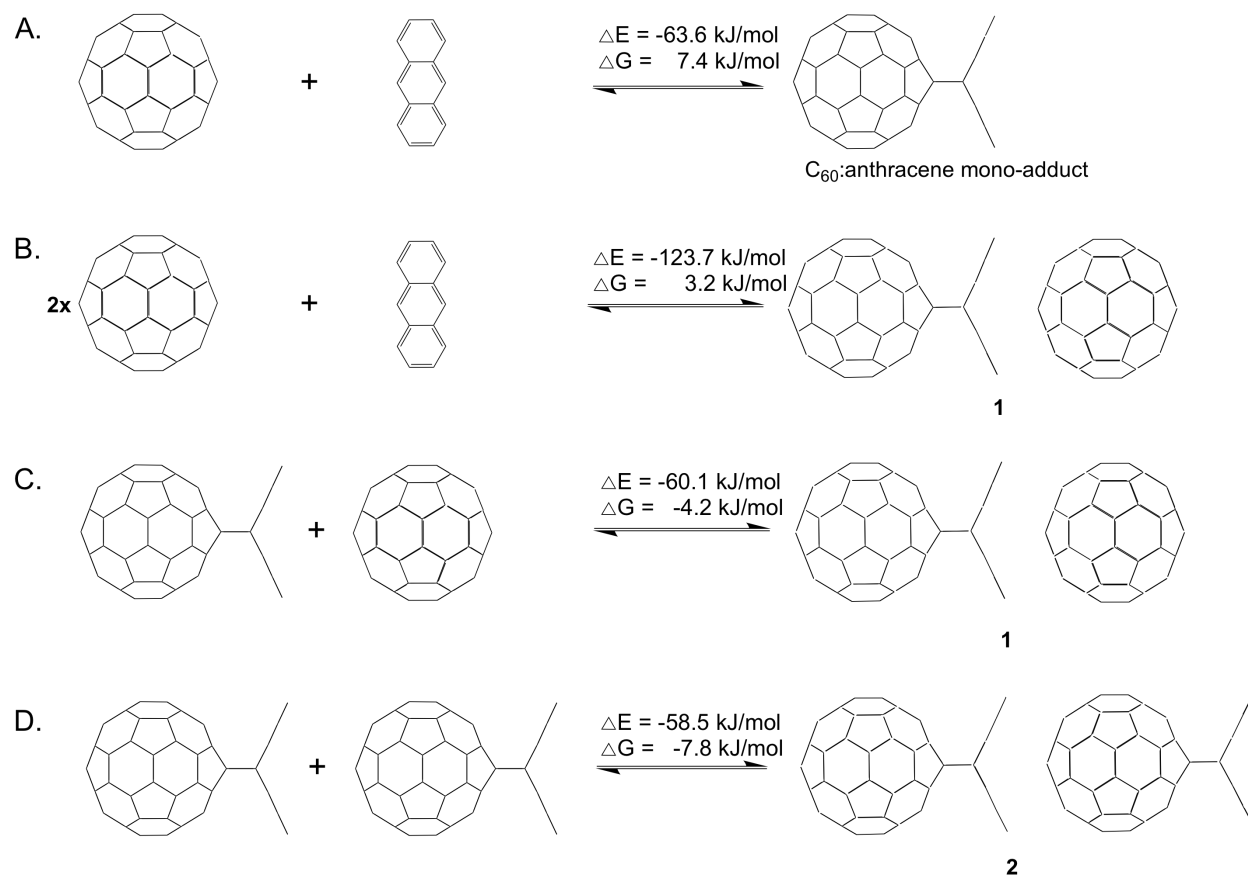 A.
+
△E = -63.6 kJ/mol
△G = 7.4 kJ/mol
C60:anthracene mono-adduct
B.
2x
+
△E = -123.7 kJ/mol
△G = 3.2 kJ/mol
1
C.
+
△E = -60.1 kJ/mol
△G = -4.2 kJ/mol
1
D.
+
△E = -58.5 kJ/mol
△G = -7.8 kJ/mol
2